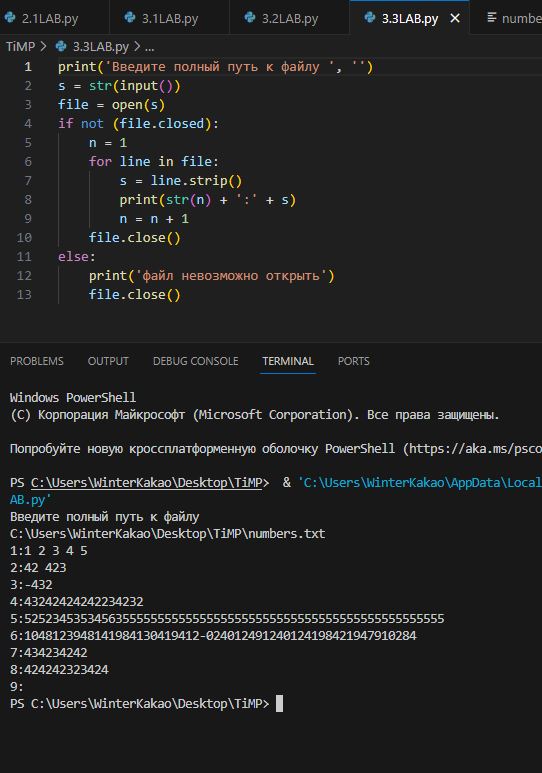 2.1LAB.py 3.1LAB.py 3.2LAB.py 3.3LAB.py numbe
TiMP > 3.3LAB.py > ...
1 print('Введите полный путь к файлу ', '')
2 s = str(input())
3 file = open(s)
4 if not (file.closed):
5 n = 1
6 for line in file:
7 s = line.strip()
8 print(str(n) + ':' + s)
9 n = n + 1
10 file.close()
11 else:
12 print('файл невозможно открыть')
13 file.close()
PROBLEMS OUTPUT DEBUG CONSOLE TERMINAL PORTS
Windows PowerShell
(C) Корпорация Майкрософт (Microsoft Corporation). Все права защищены.
Попробуйте новую кроссплатформенную оболочку PowerShell (https://aka.ms/psco
PS C:\Users\WinterKakao\Desktop\TiMP> & 'C:\Users\WinterKakao\AppData\Local
AB.py'
Введите полный путь к файлу
C:\Users\WinterKakao\Desktop\TiMP\numbers.txt
1:1 2 3 4 5
2:42 423
3:-432
4:43242424242234232
6:1048123948141984130419412-024012491240124198421947910284
7:434234242
8:424242323424
9:
PS C:\Users\WinterKakao\Desktop\TiMP>